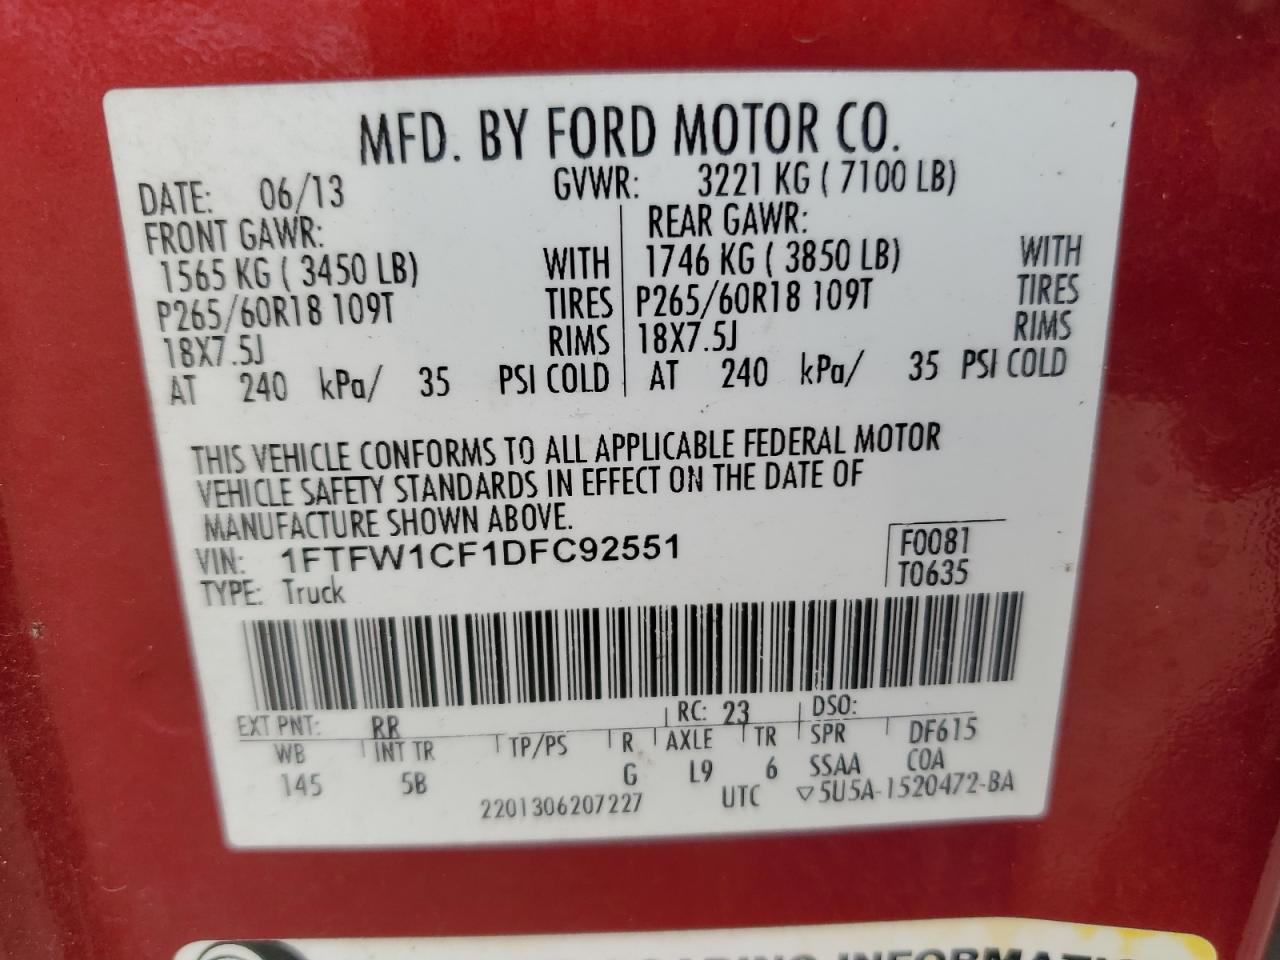 MFD. BY FORD MOTOR CO.
DATE: 06/13 GVWR: 3221 KG ( 7100 LB)
FRONT GAWR: REAR GAWR:
1565 KG ( 3450 LB) WITH 1746 KG ( 3850 LB) WITH
P265/60R18 109T TIRES P265/60R18 109T TIRES
18X7.5J RIMS 18X7.5J RIMS
AT 240 kPa/ 35 PSI COLD AT 240 kPa/ 35 PSI COLD
THIS VEHICLE CONFORMS TO ALL APPLICABLE FEDERAL MOTOR
VEHICLE SAFETY STANDARDS IN EFFECT ON THE DATE OF
MANUFACTURE SHOWN ABOVE.
VIN: 1FTFW1CF1DFC92551 F0081
TYPE: Truck T0635
EXT PNT: RR RC: 23 DSO:
WB INT TR TP/PS R AXLE TR SPR DF615
145 5B G L9 6 SSAA COA
2201306207227 UTC ▽5U5A-1520472-BA